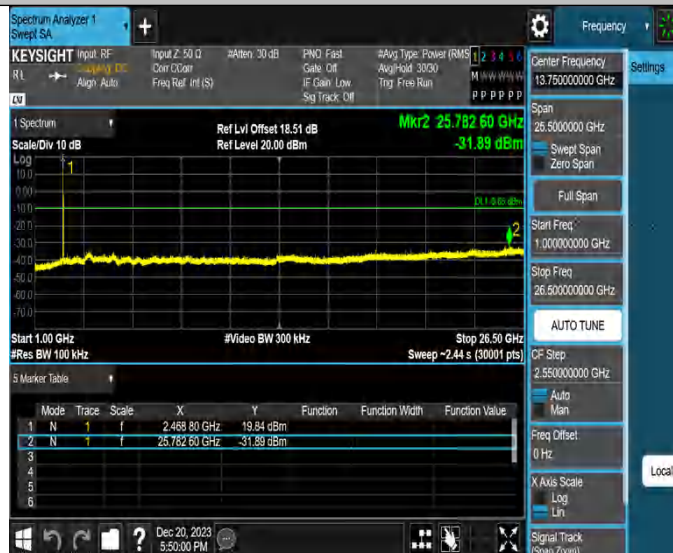 Spectrum Analyzer 1
Swept SA
Frequency
Settings
KEYSIGHT
Input: RF
Coupling: DC
Align: Auto
Input Z: 50 Ω
Corr CCorr
Freq Ref: Int (S)
#Atten: 30 dB
PNO: Fast
Gate: Off
IF Gain: Low
Sig Track: Off
#Avg Type: Power (RMS
Avg|Hold: 30/30
Trig: Free Run
1 2 3 4 5 6
M W W W W W
P P P P P P
RL
LNI
1 Spectrum
Scale/Div 10 dB
Ref Lvl Offset 18.51 dB
Ref Level 20.00 dBm
Mkr2 25.782 60 GHz
-31.89 dBm
Log
10.0
0.00
-10.0
-20.0
-30.0
-40.0
-50.0
-60.0
-70.0
1
2
Start 1.00 GHz
#Res BW 100 kHz
#Video BW 300 kHz
Stop 26.50 GHz
Sweep ~2.44 s (30001 pts)
5 Marker Table
Mode Trace Scale X Y Function Function Width Function Value
1 N 1 f 2.468 80 GHz 19.84 dBm
2 N 1 f 25.782 60 GHz -31.89 dBm
3
4
5
6
Dec 20, 2023
5:50:00 PM
?
Center Frequency
13.750000000 GHz
Span
25.5000000 GHz
Swept Span
Zero Span
Full Span
Start Freq
1.000000000 GHz
Stop Freq
26.500000000 GHz
AUTO TUNE
CF Step
2.550000000 GHz
Auto
Man
Freq Offset
0 Hz
X Axis Scale
Log
Lin
Signal Track
(Span Zoom)
Local